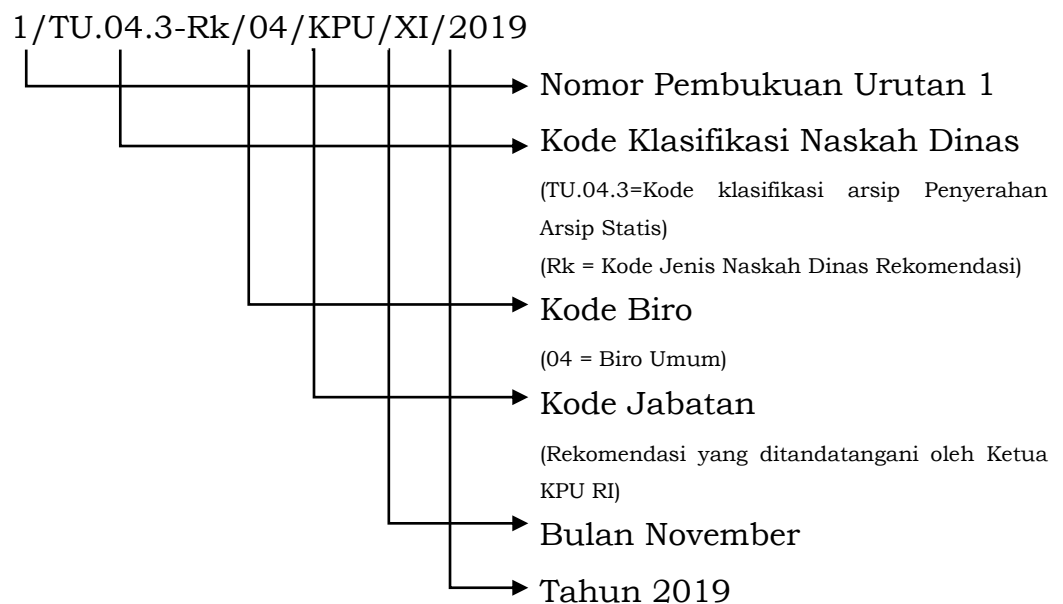 1/TU.04.3-Rk/04/KPU/XI/2019
Nomor Pembukuan Urutan 1
Kode Klasifikasi Naskah Dinas
(TU.04.3=Kode klasifikasi arsip Penyerahan
Arsip Statis)
(Rk = Kode Jenis Naskah Dinas Rekomendasi)
Kode Biro
(04 = Biro Umum)
Kode Jabatan
(Rekomendasi yang ditandatangani oleh Ketua
KPU RI)
Bulan November
Tahun 2019